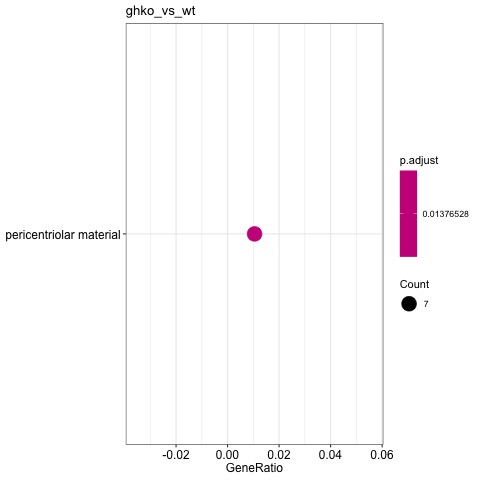 ghko_vs_wt
pericentriolar material
p.adjust
0.01376528
Count
7
-0.02 0.00 0.02 0.04 0.06
GeneRatio